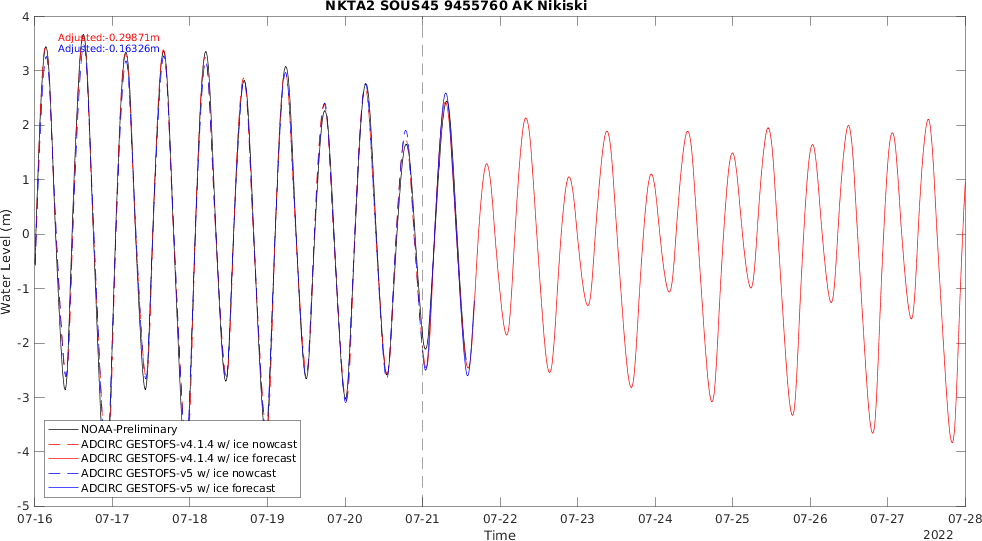 NKTA2 SOUS45 9455760 AK Nikiski
Adjusted:-0.29871m
Adjusted:-0.16326m
Water Level (m)
4
3
2
1
0
-1
-2
-3
-4
-5
NOAA-Preliminary
ADCIRC GESTOFS-v4.1.4 w/ ice nowcast
ADCIRC GESTOFS-v4.1.4 w/ ice forecast
ADCIRC GESTOFS-v5 w/ ice nowcast
ADCIRC GESTOFS-v5 w/ ice forecast
07-16 07-17 07-18 07-19 07-20 07-21 07-22 07-23 07-24 07-25 07-26 07-27 07-28
Time
2022